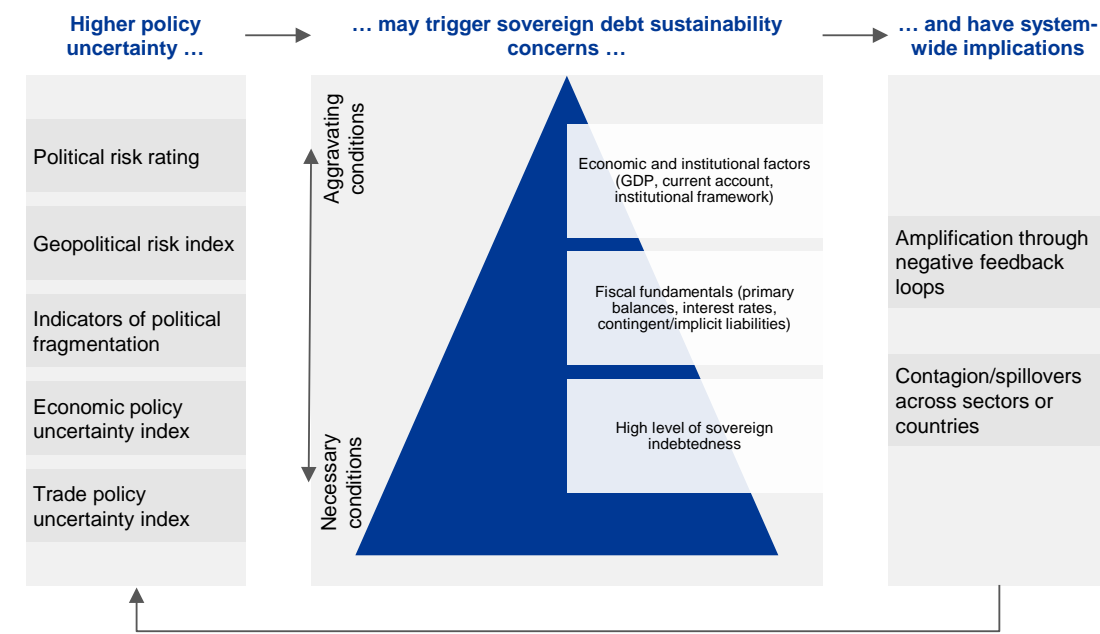 Higher policy
uncertainty …
… may trigger sovereign debt sustainability
concerns …
… and have system-
wide implications
Political risk rating
Geopolitical risk index
Indicators of political
fragmentation
Economic policy
uncertainty index
Trade policy
uncertainty index
Aggravating
conditions
Necessary
conditions
Economic and institutional factors
(GDP, current account,
institutional framework)
Fiscal fundamentals (primary
balances, interest rates,
contingent/implicit liabilities)
High level of sovereign
indebtedness
Amplification through
negative feedback
loops
Contagion/spillovers
across sectors or
countries